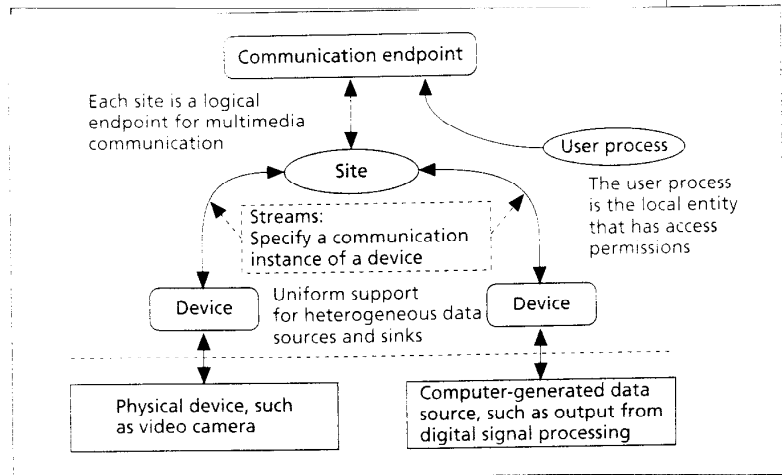 Communication endpoint
Each site is a logical
endpoint for multimedia
communication
User process
Site
The user process
is the local entity
that has access
permissions
Streams:
Specify a communication
instance of a device
Device
Uniform support
for heterogeneous data
sources and sinks
Device
Physical device, such
as video camera
Computer-generated data
source, such as output from
digital signal processing